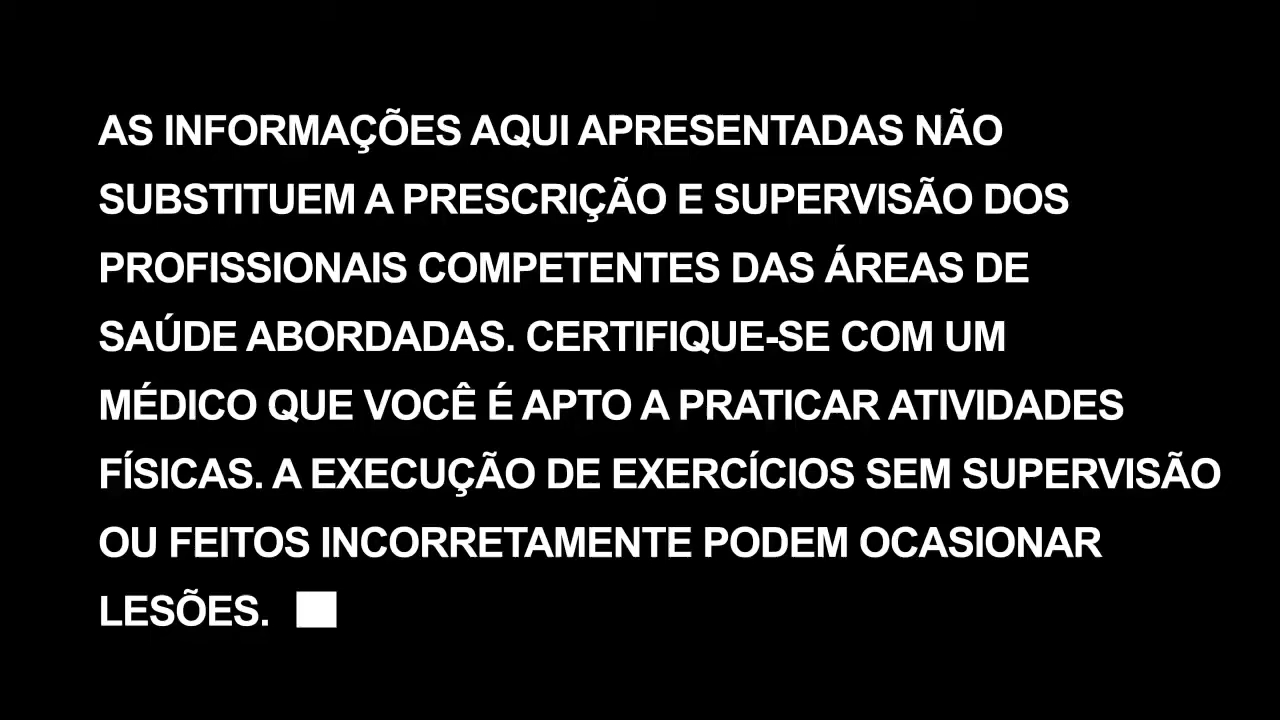 AS INFORMAÇÕES AQUI APRESENTADAS NÃO
SUBSTITUEM A PRESCRIÇÃO E SUPERVISÃO DOS
PROFISSIONAIS COMPETENTES DAS ÁREAS DE
SAÚDE ABORDADAS. CERTIFIQUE-SE COM UM
MÉDICO QUE VOCÊ É APTO A PRATICAR ATIVIDADES
FÍSICAS. A EXECUÇÃO DE EXERCÍCIOS SEM SUPERVISÃO
OU FEITOS INCORRETAMENTE PODEM OCASIONAR
LESÕES.